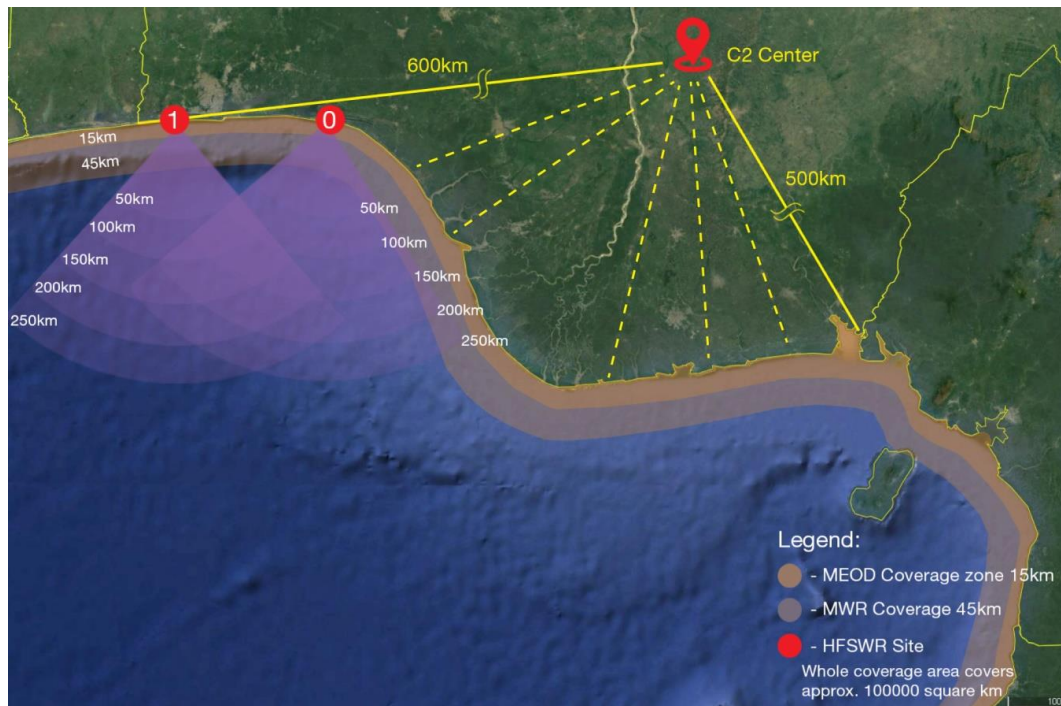 C2 Center
600km
1
0
15km
45km
500km
50km
100km
150km
200km
250km
50km
100km
150km
200km
250km
Legend:
- MEOD Coverage zone 15km
- MWR Coverage 45km
- HFSWR Site
Whole coverage area covers
approx. 100000 square km